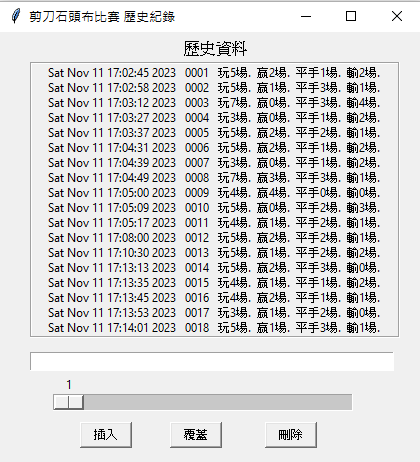 剪刀石頭布比賽 歷史紀錄
歷史資料
Sat Nov 11 17:02:45 2023 0001 玩5場. 贏2場. 平手1場. 輸2場.
Sat Nov 11 17:02:58 2023 0002 玩5場. 贏1場. 平手3場. 輸1場.
Sat Nov 11 17:03:12 2023 0003 玩7場. 贏0場. 平手3場. 輸4場.
Sat Nov 11 17:03:27 2023 0004 玩3場. 贏0場. 平手1場. 輸2場.
Sat Nov 11 17:03:37 2023 0005 玩5場. 贏2場. 平手1場. 輸2場.
Sat Nov 11 17:04:31 2023 0006 玩5場. 贏2場. 平手2場. 輸1場.
Sat Nov 11 17:04:39 2023 0007 玩3場. 贏0場. 平手1場. 輸2場.
Sat Nov 11 17:04:49 2023 0008 玩7場. 贏3場. 平手3場. 輸1場.
Sat Nov 11 17:05:00 2023 0009 玩4場. 贏4場. 平手0場. 輸0場.
Sat Nov 11 17:05:09 2023 0010 玩5場. 贏0場. 平手2場. 輸3場.
Sat Nov 11 17:05:17 2023 0011 玩4場. 贏1場. 平手2場. 輸1場.
Sat Nov 11 17:08:00 2023 0012 玩5場. 贏2場. 平手2場. 輸1場.
Sat Nov 11 17:10:30 2023 0013 玩5場. 贏1場. 平手2場. 輸2場.
Sat Nov 11 17:13:13 2023 0014 玩5場. 贏2場. 平手3場. 輸0場.
Sat Nov 11 17:13:35 2023 0015 玩4場. 贏1場. 平手2場. 輸1場.
Sat Nov 11 17:13:45 2023 0016 玩4場. 贏2場. 平手1場. 輸1場.
Sat Nov 11 17:13:53 2023 0017 玩3場. 贏1場. 平手2場. 輸0場.
Sat Nov 11 17:14:01 2023 0018 玩5場. 贏1場. 平手3場. 輸1場.
1
插入 覆蓋 刪除